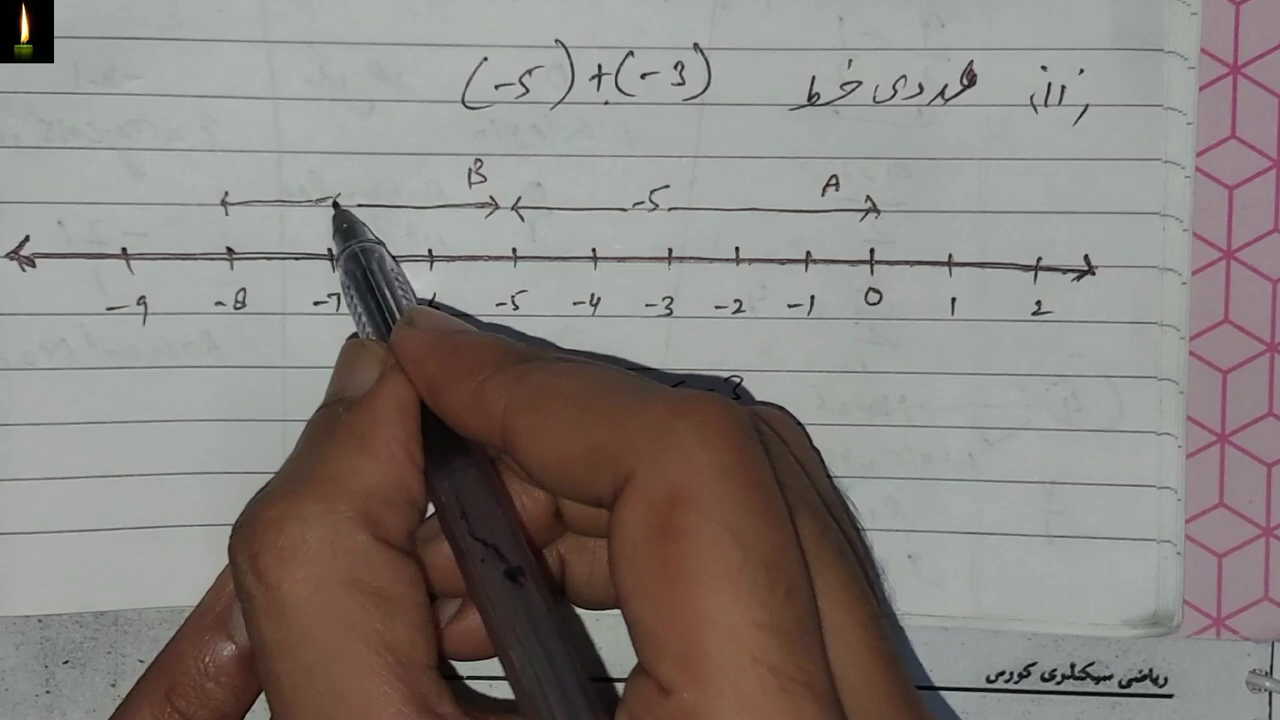 (ii) عددی خط (-5)+(-3)
B -5 A
-9 -8 -7 -5 -4 -3 -2 -1 0 1 2
-3
ریاضی سیکنڈری کورس